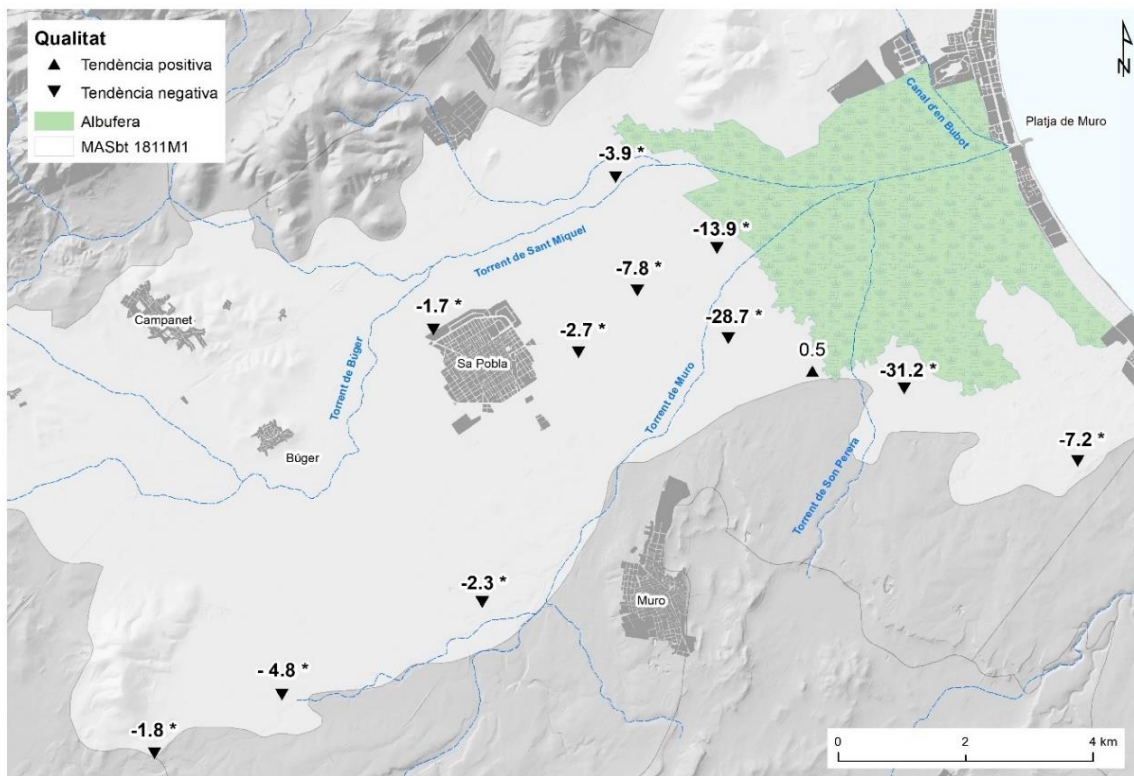 Qualitat
Tendència positiva
Tendència negativa
Albufera
MASbt 1811M1
N
Canal d'en Bubot
Platja de Muro
-3.9 *
-13.9 *
Torrent de Sant Miquel
-7.8 *
Campanet
-1.7 *
-28.7 *
-2.7 *
0.5
Sa Pobla
-31.2 *
Torrent de Búger
Torrent de Muro
Búger
-7.2 *
Torrent de Son Perera
-2.3 *
Muro
- 4.8 *
-1.8 *
0 2 4 km